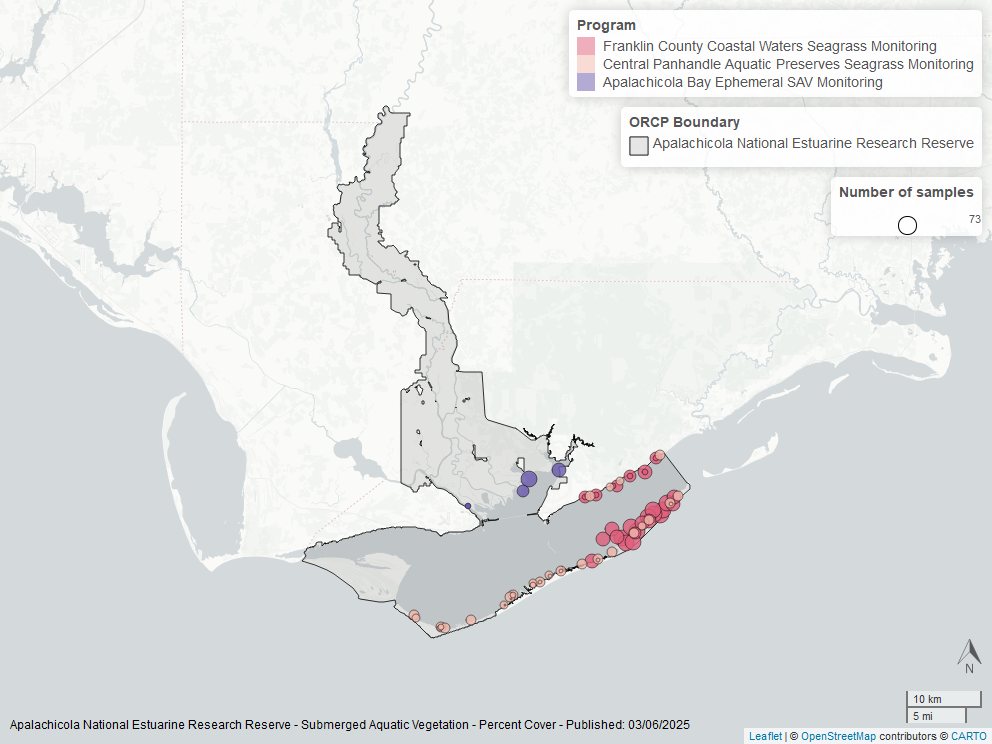 Program
Franklin County Coastal Waters Seagrass Monitoring
Central Panhandle Aquatic Preserves Seagrass Monitoring
Apalachicola Bay Ephemeral SAV Monitoring
ORCP Boundary
Apalachicola National Estuarine Research Reserve
Number of samples
73
N
10 km
5 mi
Apalachicola National Estuarine Research Reserve - Submerged Aquatic Vegetation - Percent Cover - Published: 03/06/2025
Leaflet | © OpenStreetMap contributors © CARTO